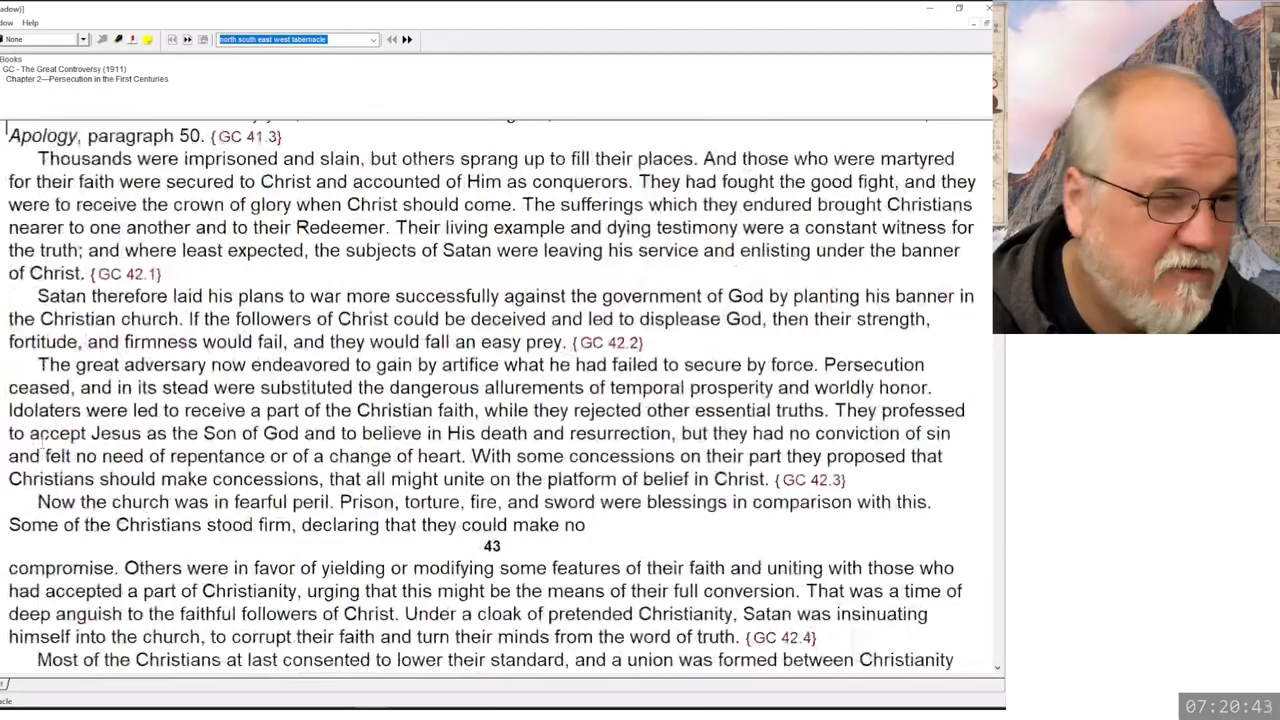 adow)]
dow Help
None
north south east west tabernacle
Books
GC - The Great Controversy (1911)
Chapter 2—Persecution in the First Centuries
Apology, paragraph 50. {GC 41.3}
Thousands were imprisoned and slain, but others sprang up to fill their places. And those who were martyred
for their faith were secured to Christ and accounted of Him as conquerors. They had fought the good fight, and they
were to receive the crown of glory when Christ should come. The sufferings which they endured brought Christians
nearer to one another and to their Redeemer. Their living example and dying testimony were a constant witness for
the truth; and where least expected, the subjects of Satan were leaving his service and enlisting under the banner
of Christ. {GC 42.1}
Satan therefore laid his plans to war more successfully against the government of God by planting his banner in
the Christian church. If the followers of Christ could be deceived and led to displease God, then their strength,
fortitude, and firmness would fail, and they would fall an easy prey. {GC 42.2}
The great adversary now endeavored to gain by artifice what he had failed to secure by force. Persecution
ceased, and in its stead were substituted the dangerous allurements of temporal prosperity and worldly honor.
Idolaters were led to receive a part of the Christian faith, while they rejected other essential truths. They professed
to accept Jesus as the Son of God and to believe in His death and resurrection, but they had no conviction of sin
and felt no need of repentance or of a change of heart. With some concessions on their part they proposed that
Christians should make concessions, that all might unite on the platform of belief in Christ. {GC 42.3}
Now the church was in fearful peril. Prison, torture, fire, and sword were blessings in comparison with this.
Some of the Christians stood firm, declaring that they could make no
43
compromise. Others were in favor of yielding or modifying some features of their faith and uniting with those who
had accepted a part of Christianity, urging that this might be the means of their full conversion. That was a time of
deep anguish to the faithful followers of Christ. Under a cloak of pretended Christianity, Satan was insinuating
himself into the church, to corrupt their faith and turn their minds from the word of truth. {GC 42.4}
Most of the Christians at last consented to lower their standard, and a union was formed between Christianity
acle
07:20:43